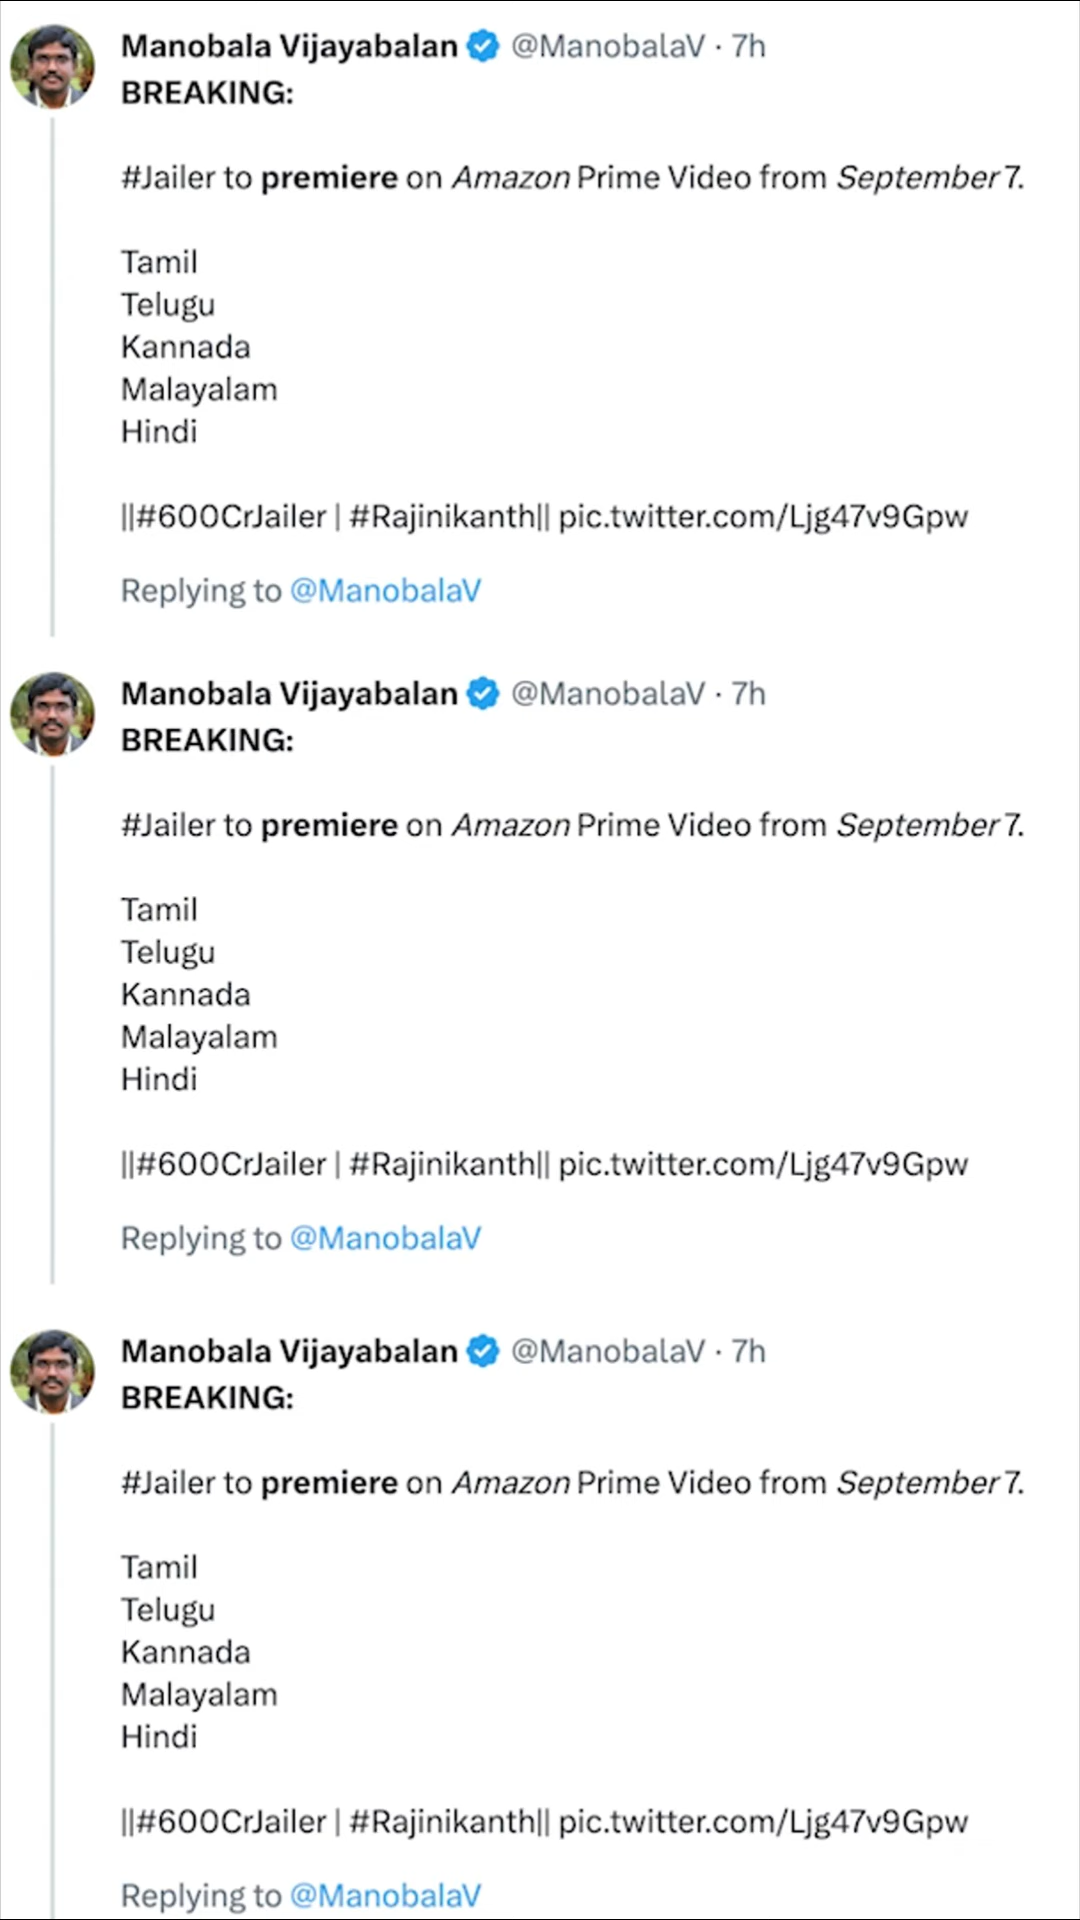 Manobala Vijayabalan @ManobalaV · 7h
BREAKING:
#Jailer to premiere on Amazon Prime Video from September 7.
Tamil
Telugu
Kannada
Malayalam
Hindi
||#600CrJailer | #Rajinikanth|| pic.twitter.com/Ljg47v9Gpw
Replying to @ManobalaV
Manobala Vijayabalan @ManobalaV · 7h
BREAKING:
#Jailer to premiere on Amazon Prime Video from September 7.
Tamil
Telugu
Kannada
Malayalam
Hindi
||#600CrJailer | #Rajinikanth|| pic.twitter.com/Ljg47v9Gpw
Replying to @ManobalaV
Manobala Vijayabalan @ManobalaV · 7h
BREAKING:
#Jailer to premiere on Amazon Prime Video from September 7.
Tamil
Telugu
Kannada
Malayalam
Hindi
||#600CrJailer | #Rajinikanth|| pic.twitter.com/Ljg47v9Gpw
Replying to @ManobalaV